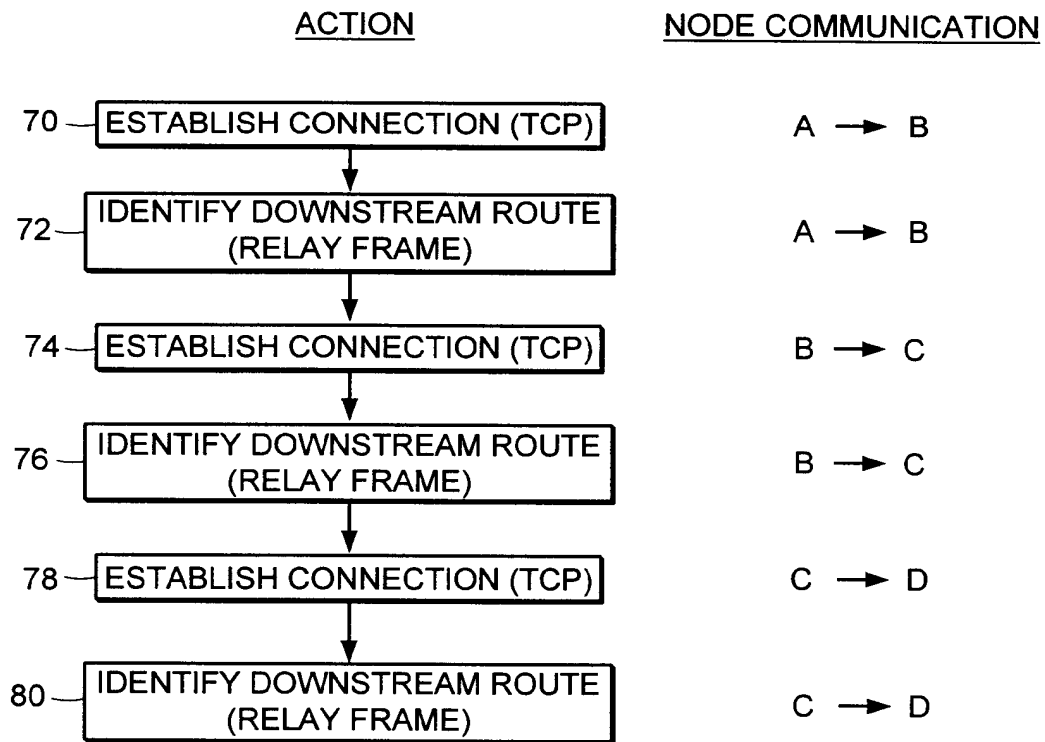 ACTION NODE COMMUNICATION
70 ESTABLISH CONNECTION (TCP) A B
IDENTIFY DOWNSTREAM ROUTE
72 (RELAY FRAME) A B
74 ESTABLISH CONNECTION (TCP) B C
IDENTIFY DOWNSTREAM ROUTE
76 (RELAY FRAME) B C
78 ESTABLISH CONNECTION (TCP) C D
IDENTIFY DOWNSTREAM ROUTE
80 (RELAY FRAME) C D